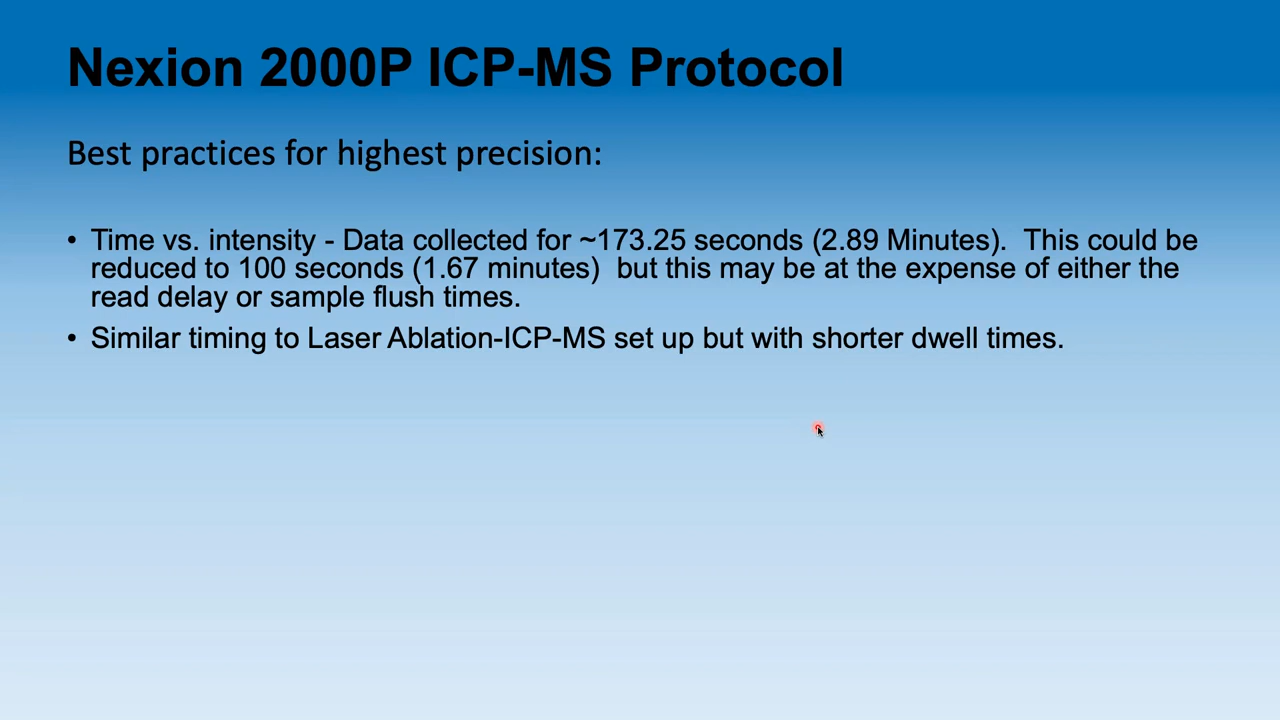 Nexion 2000P ICP-MS Protocol
Best practices for highest precision:
• Time vs. intensity - Data collected for ~173.25 seconds (2.89 Minutes).  This could be
reduced to 100 seconds (1.67 minutes)  but this may be at the expense of either the
read delay or sample flush times.
• Similar timing to Laser Ablation-ICP-MS set up but with shorter dwell times.